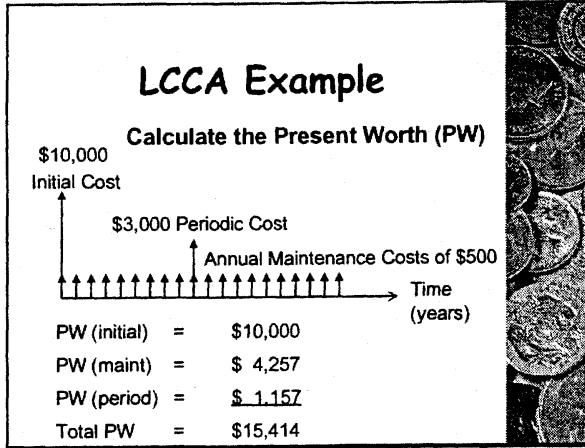 LCCA Example
Calculate the Present Worth (PW)
$10,000
Initial Cost
$3,000 Periodic Cost
Annual Maintenance Costs of $500
Time
(years)
PW (initial) = $10,000
PW (maint) = $ 4,257
PW (period) = $ 1,157
Total PW = $15,414